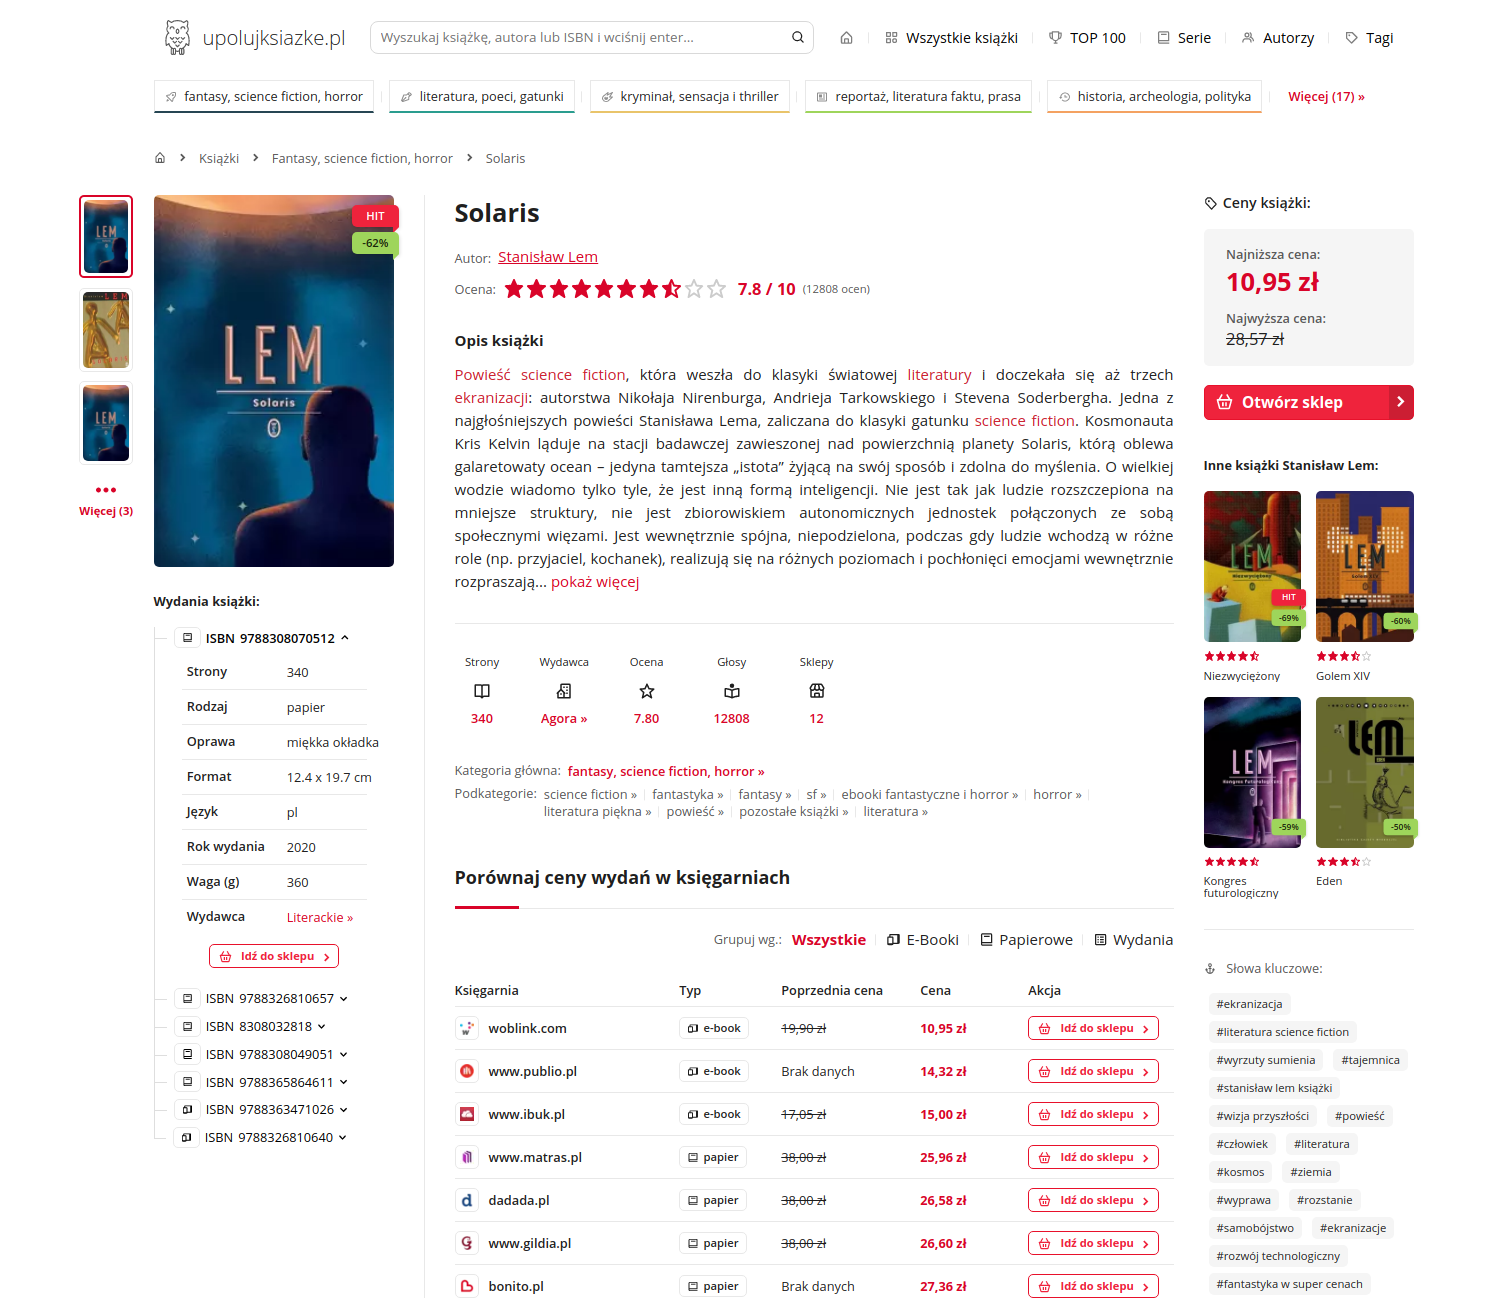 upolujksiazke.pl
Wyszukaj książkę, autora lub ISBN i wciśnij enter...
Wszystkie książki
TOP 100
Serie
Autorzy
Tagi
fantasy, science fiction, horror
literatura, poeci, gatunki
kryminał, sensacja i thriller
reportaż, literatura faktu, prasa
historia, archeologia, polityka
Więcej (17) »
Książki
Fantasy, science fiction, horror
Solaris
LEM
LEM
LEM
Więcej (3)
HIT
-62%
LEM
Solaris
Wydania książki:
ISBN 9788308070512
Strony 340
Rodzaj papier
Oprawa miękka okładka
Format 12.4 x 19.7 cm
Język pl
Rok wydania 2020
Waga (g) 360
Wydawca Literackie »
Idź do sklepu
ISBN 9788326810657
ISBN 8308032818
ISBN 9788308049051
ISBN 9788365864611
ISBN 9788363471026
ISBN 9788326810640
Solaris
Autor: Stanisław Lem
Ocena: 7.8 / 10 (12808 ocen)
Opis książki
Powieść science fiction, która weszła do klasyki światowej literatury i doczekała się aż trzech
ekranizacji: autorstwa Nikołaja Nirenburga, Andrieja Tarkowskiego i Stevena Soderbergha. Jedna z
najgłośniejszych powieści Stanisława Lema, zaliczana do klasyki gatunku science fiction. Kosmonauta
Kris Kelvin ląduje na stacji badawczej zawieszonej nad powierzchnią planety Solaris, którą oblewa
galaretowaty ocean – jedyna tamtejsza „istota” żyjącą na swój sposób i zdolna do myślenia. O wielkiej
wodzie wiadomo tylko tyle, że jest inną formą inteligencji. Nie jest tak jak ludzie rozszczepiona na
mniejsze struktury, nie jest zbiorowiskiem autonomicznych jednostek połączonych ze sobą
społecznymi więzami. Jest wewnętrznie spójna, niepodzielona, podczas gdy ludzie wchodzą w różne
role (np. przyjaciel, kochanek), realizują się na różnych poziomach i pochłonięci emocjami wewnętrznie
rozpraszają... pokaż więcej
Strony Wydawca Ocena Głosy Sklepy
340 Agora » 7.80 12808 12
Kategoria główna: fantasy, science fiction, horror »
Podkategorie: science fiction » fantastyka » fantasy » sf » ebooki fantastyczne i horror » horror »
literatura piękna » powieść » pozostałe książki » literatura »
Porównaj ceny wydań w księgarniach
Grupuj wg.: Wszystkie E-Booki Papierowe Wydania
Księgarnia Typ Poprzednia cena Cena Akcja
woblink.com e-book 19,90 zł 10,95 zł Idź do sklepu
www.publio.pl e-book Brak danych 14,32 zł Idź do sklepu
www.ibuk.pl e-book 17,05 zł 15,00 zł Idź do sklepu
www.matras.pl papier 38,00 zł 25,96 zł Idź do sklepu
dadada.pl papier 38,00 zł 26,58 zł Idź do sklepu
www.gildia.pl papier 38,00 zł 26,60 zł Idź do sklepu
bonito.pl papier Brak danych 27,36 zł Idź do sklepu
Ceny książki:
Najniższa cena:
10,95 zł
Najwyższa cena:
28,57 zł
Otwórz sklep
Inne książki Stanisław Lem:
LEM
Niezwyciężony
HIT
-69%
LEM
Golem XIV
-60%
Niezwyciężony
Golem XIV
LEM
Kongres Futurologiczny
-59%
LEM
EDEN
-50%
Kongres
futurologiczny
Eden
Słowa kluczowe:
#ekranizacja
#literatura science fiction
#wyrzuty sumienia #tajemnica
#stanisław lem książki
#wizja przyszłości #powieść
#człowiek #literatura
#kosmos #ziemia
#wyprawa #rozstanie
#samobójstwo #ekranizacje
#rozwój technologiczny
#fantastyka w super cenach